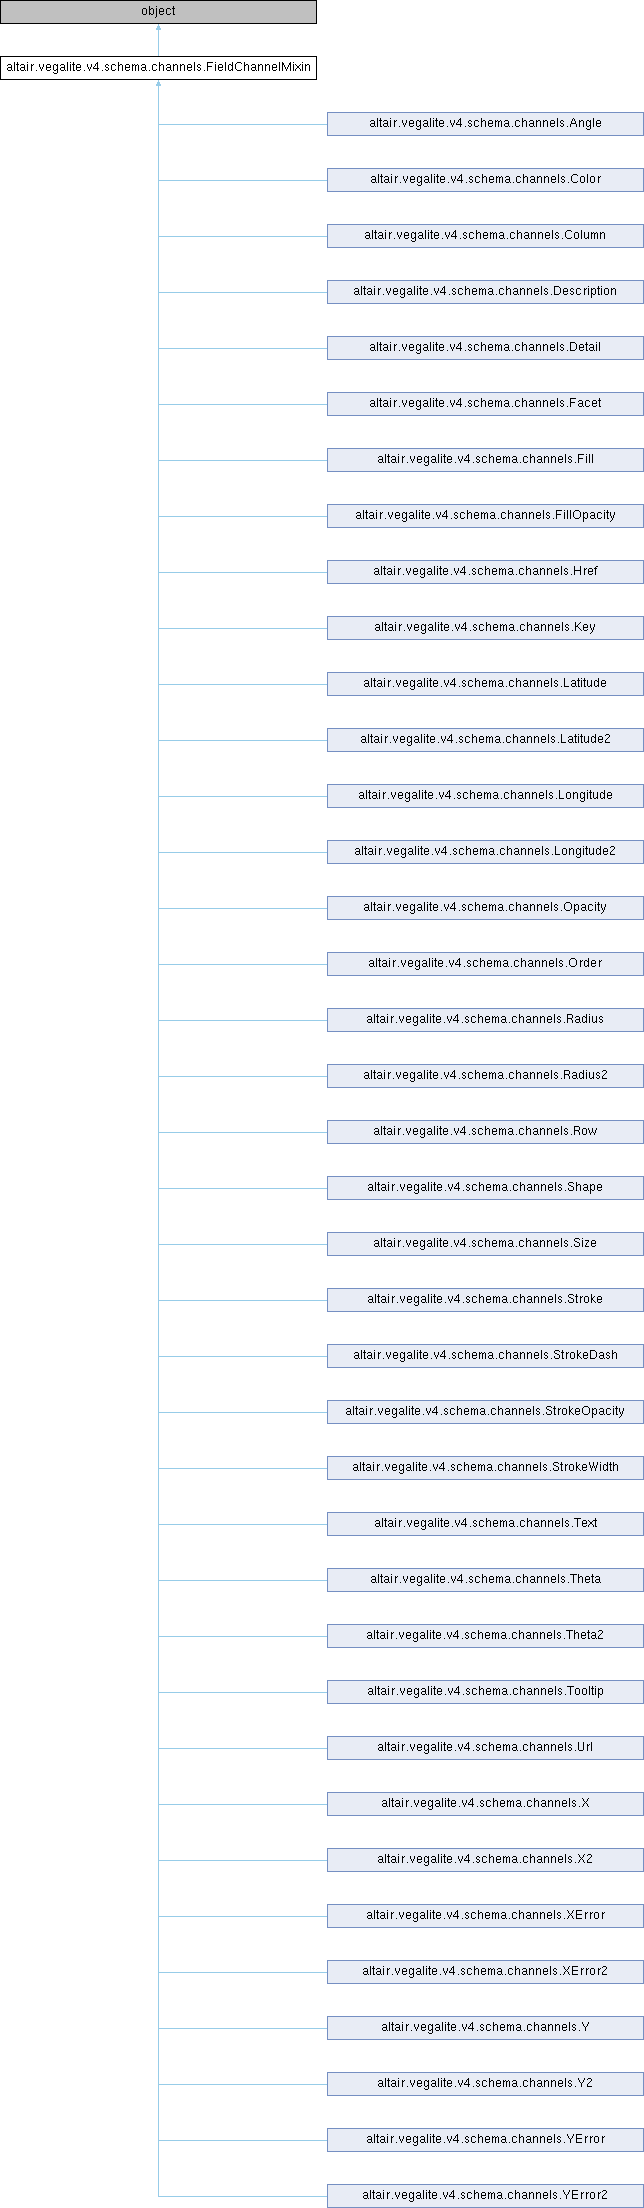 object
altair.vegalite.v4.schema.channels.FieldChannelMixin
altair.vegalite.v4.schema.channels.Angle
altair.vegalite.v4.schema.channels.Color
altair.vegalite.v4.schema.channels.Column
altair.vegalite.v4.schema.channels.Description
altair.vegalite.v4.schema.channels.Detail
altair.vegalite.v4.schema.channels.Facet
altair.vegalite.v4.schema.channels.Fill
altair.vegalite.v4.schema.channels.FillOpacity
altair.vegalite.v4.schema.channels.Href
altair.vegalite.v4.schema.channels.Key
altair.vegalite.v4.schema.channels.Latitude
altair.vegalite.v4.schema.channels.Latitude2
altair.vegalite.v4.schema.channels.Longitude
altair.vegalite.v4.schema.channels.Longitude2
altair.vegalite.v4.schema.channels.Opacity
altair.vegalite.v4.schema.channels.Order
altair.vegalite.v4.schema.channels.Radius
altair.vegalite.v4.schema.channels.Radius2
altair.vegalite.v4.schema.channels.Row
altair.vegalite.v4.schema.channels.Shape
altair.vegalite.v4.schema.channels.Size
altair.vegalite.v4.schema.channels.Stroke
altair.vegalite.v4.schema.channels.StrokeDash
altair.vegalite.v4.schema.channels.StrokeOpacity
altair.vegalite.v4.schema.channels.StrokeWidth
altair.vegalite.v4.schema.channels.Text
altair.vegalite.v4.schema.channels.Theta
altair.vegalite.v4.schema.channels.Theta2
altair.vegalite.v4.schema.channels.Tooltip
altair.vegalite.v4.schema.channels.Url
altair.vegalite.v4.schema.channels.X
altair.vegalite.v4.schema.channels.X2
altair.vegalite.v4.schema.channels.XError
altair.vegalite.v4.schema.channels.XError2
altair.vegalite.v4.schema.channels.Y
altair.vegalite.v4.schema.channels.Y2
altair.vegalite.v4.schema.channels.YError
altair.vegalite.v4.schema.channels.YError2